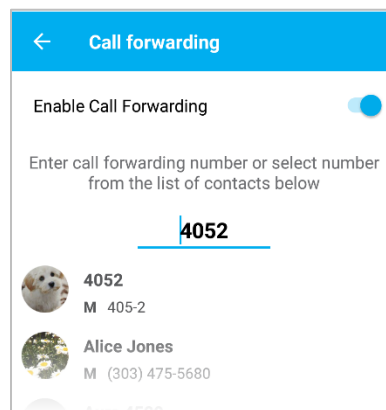 Call forwarding
Enable Call Forwarding
Enter call forwarding number or select number
from the list of contacts below
4052
4052
M 405-2
Alice Jones
M (303) 475-5680